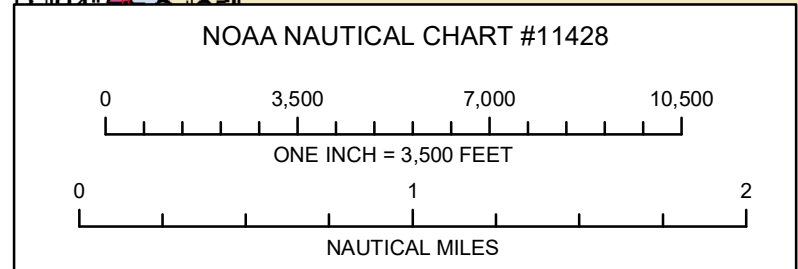 NOAA NAUTICAL CHART #11428
0 3,500 7,000 10,500
ONE INCH = 3,500 FEET
0 1 2
NAUTICAL MILES